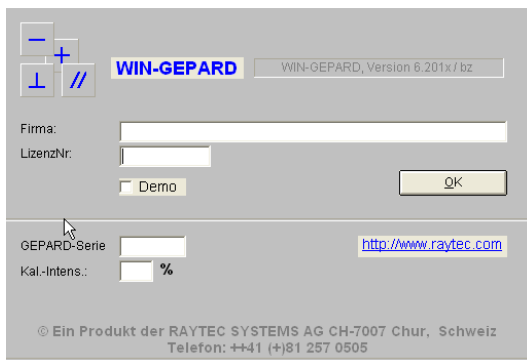 WIN-GEPARD
WIN-GEPARD, Version 6.201x / bz
Firma:
LizenzNr:
Demo
OK
GEPARD-Serie
http://www.raytec.com
Kal.-Intens.:
%
© Ein Produkt der RAYTEC SYSTEMS AG CH-7007 Chur, Schweiz
Telefon: ++41 (+)81 257 0505